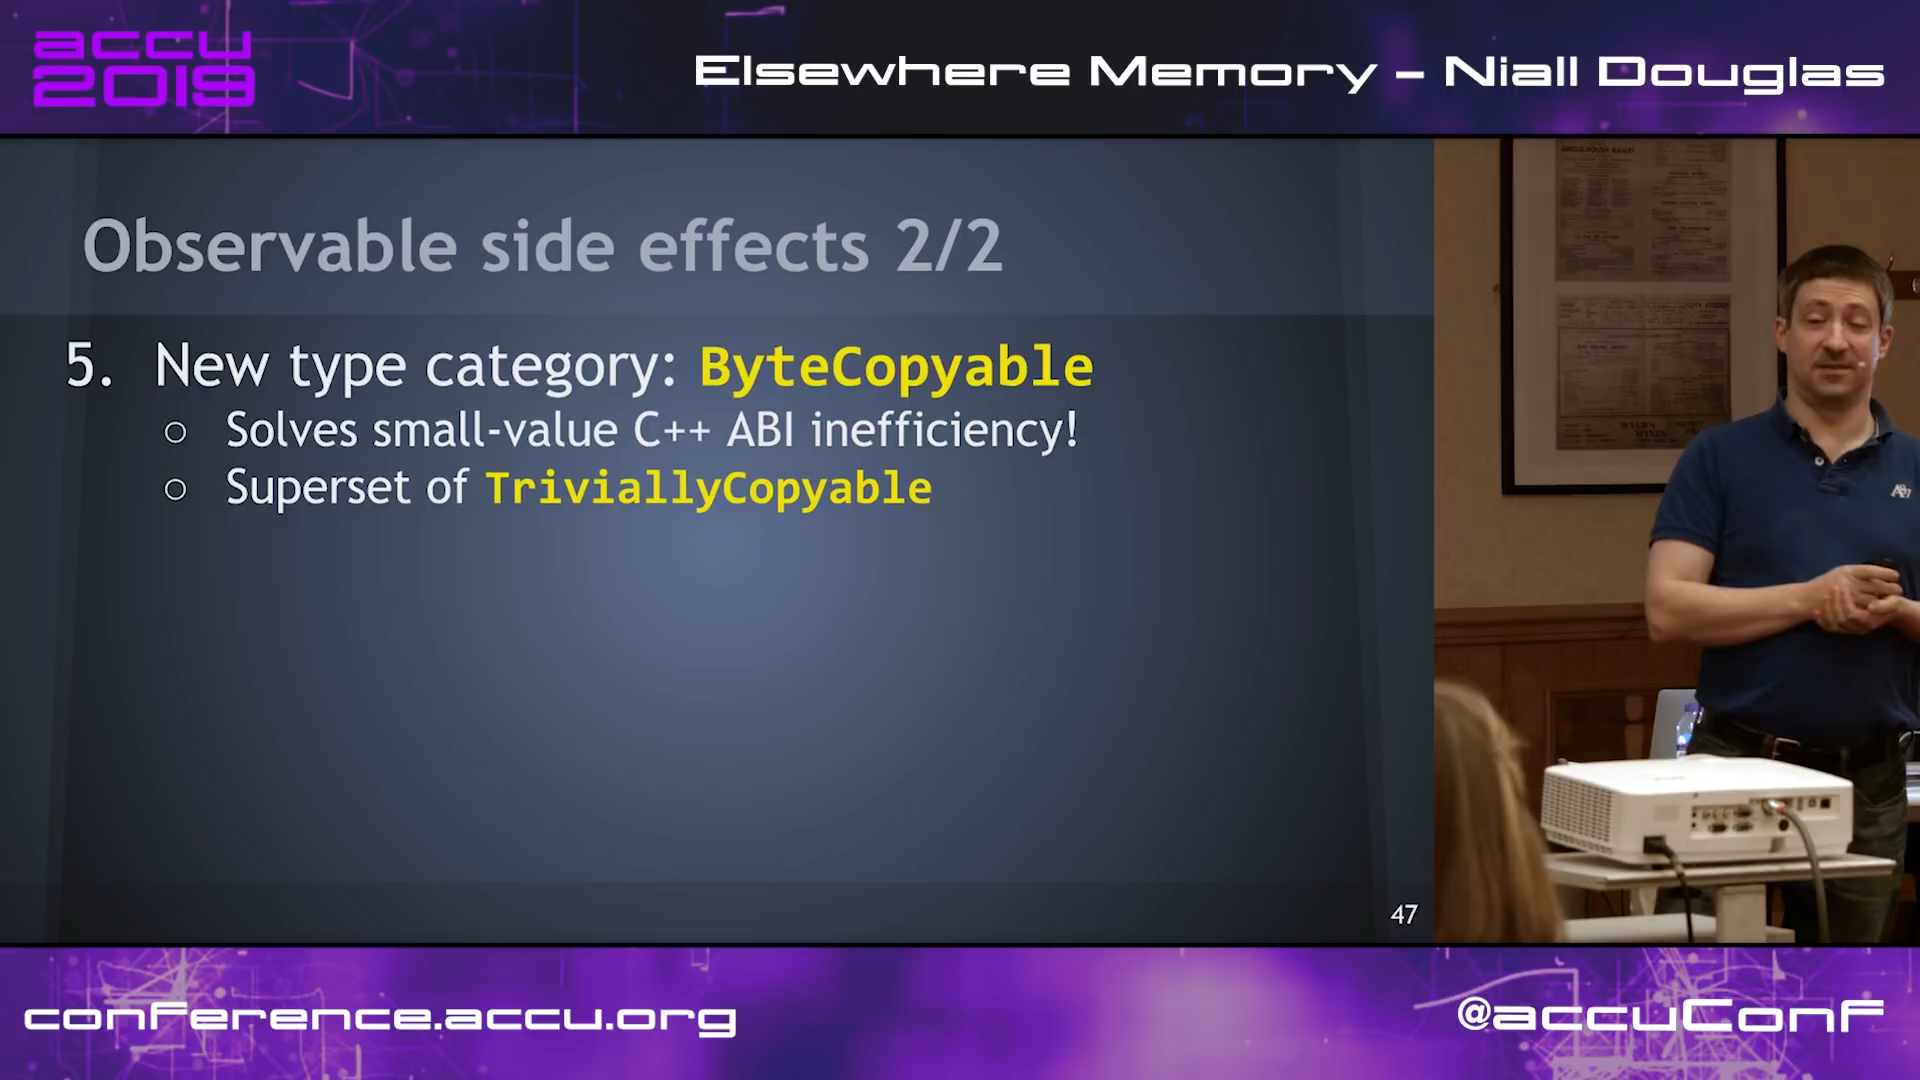 accu
2019
Elsewhere Memory – Niall Douglas
Observable side effects 2/2
5. New type category: ByteCopyable
○ Solves small-value C++ ABI inefficiency!
○ Superset of TriviallyCopyable
47
conference.accu.org
@accuConf